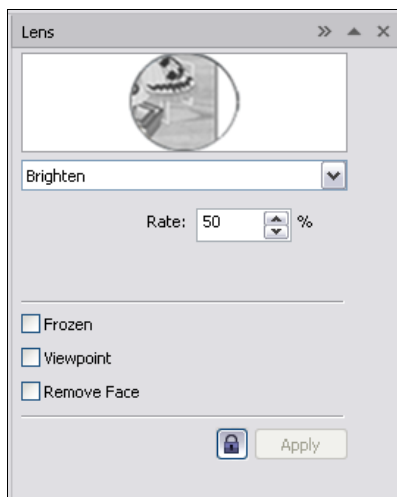 Lens
Brighten
Rate: 50 %
Frozen
Viewpoint
Remove Face
Apply